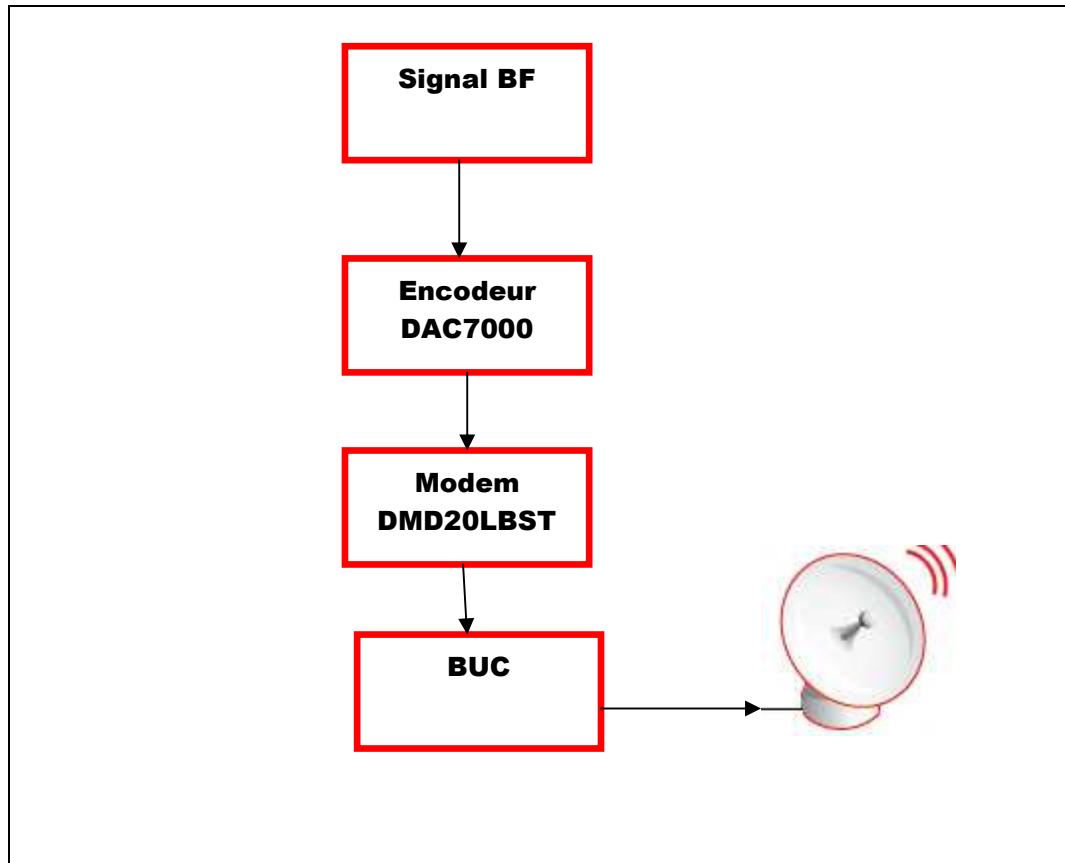 Signal BF
Encodeur
DAC7000
Modem
DMD20LBST
BUC